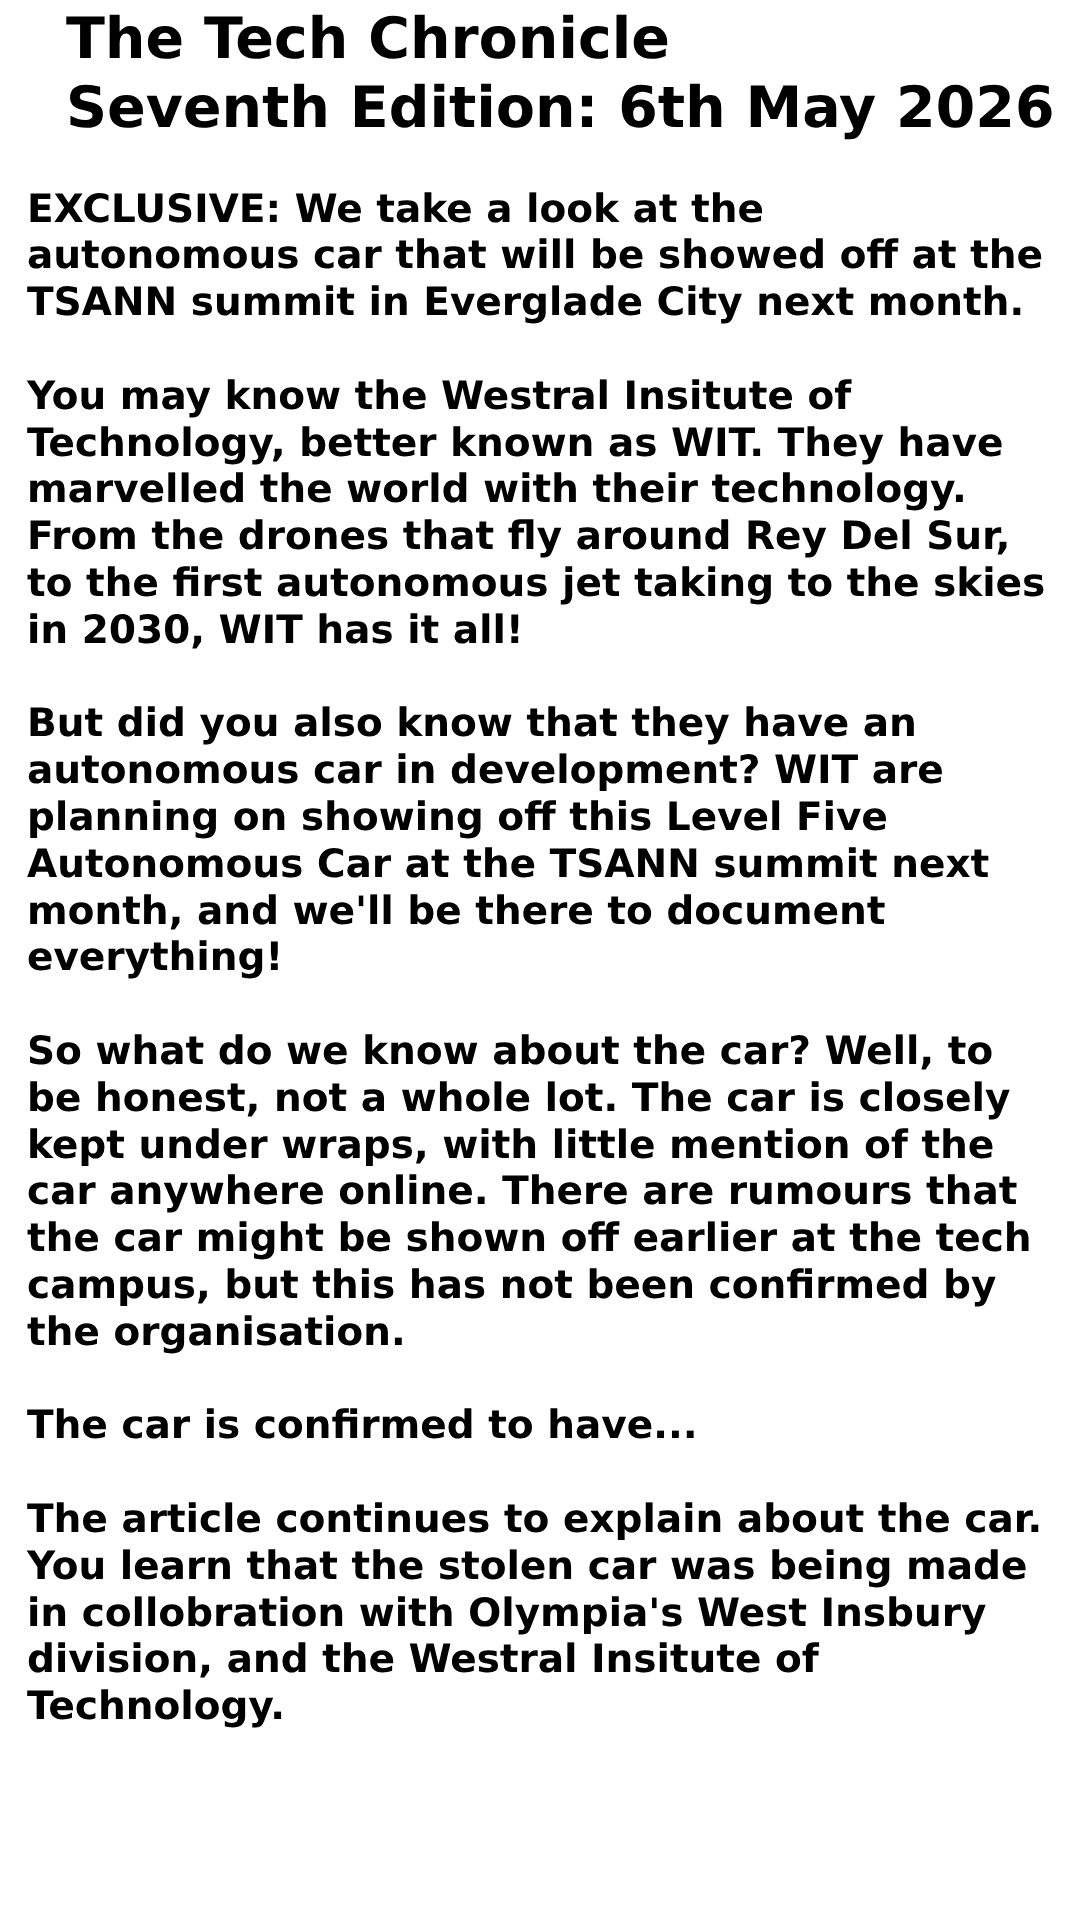 The Tech Chronicle
Seventh Edition: 6th May 2026
EXCLUSIVE: We take a look at the
autonomous car that will be showed off at the
TSANN summit in Everglade City next month.
You may know the Westral Insitute of
Technology, better known as WIT. They have
marvelled the world with their technology.
From the drones that fly around Rey Del Sur,
to the first autonomous jet taking to the skies
in 2030, WIT has it all!
But did you also know that they have an
autonomous car in development? WIT are
planning on showing off this Level Five
Autonomous Car at the TSANN summit next
month, and we'll be there to document
everything!
So what do we know about the car? Well, to
be honest, not a whole lot. The car is closely
kept under wraps, with little mention of the
car anywhere online. There are rumours that
the car might be shown off earlier at the tech
campus, but this has not been confirmed by
the organisation.
The car is confirmed to have...
The article continues to explain about the car.
You learn that the stolen car was being made
in collobration with Olympia's West Insbury
division, and the Westral Insitute of
Technology.